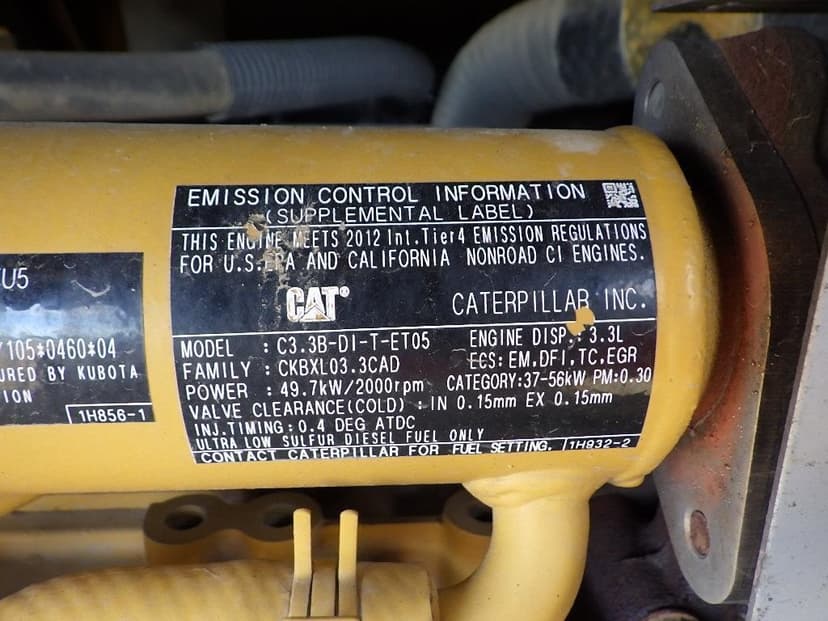 EMISSION CONTROL INFORMATION
(SUPPLEMENTAL LABEL)
THIS ENGINE MEETS 2012 Int.Tier4 EMISSION REGULATIONS
FOR U.S.EPA AND CALIFORNIA NONROAD CI ENGINES.
CAT® CATERPILLAR INC.
MODEL : C3.3B-DI-T-ET05 ENGINE DISP.: 3.3L
FAMILY : CKBXL03.3CAD ECS: EM,DFI,TC,EGR
POWER : 49.7kW/2000rpm CATEGORY:37-56kW PM:0.30
VALVE CLEARANCE(COLD) : IN 0.15mm EX 0.15mm
INJ.TIMING:0.4 DEG ATDC
ULTRA LOW SULFUR DIESEL FUEL ONLY
CONTACT CATERPILLAR FOR FUEL SETTING. 1H932-2
U5
105*0460*04
URED BY KUBOTA
ION
1H856-1